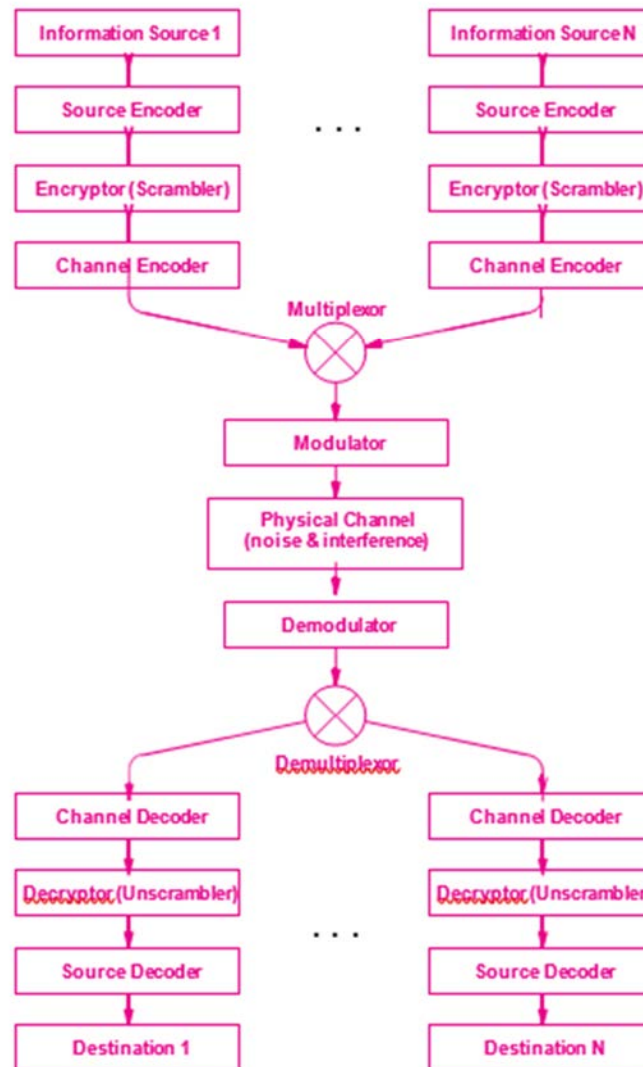 Information Source 1
Information Source N
Source Encoder
Source Encoder
. . .
Encryptor (Scrambler)
Encryptor (Scrambler)
Channel Encoder
Channel Encoder
Multiplexor
Modulator
Physical Channel
(noise & interference)
Demodulator
Demultiplexor
Channel Decoder
Channel Decoder
Decryptor (Unscrambler)
Decryptor (Unscrambler
. . .
Source Decoder
Source Decoder
Destination 1
Destination N